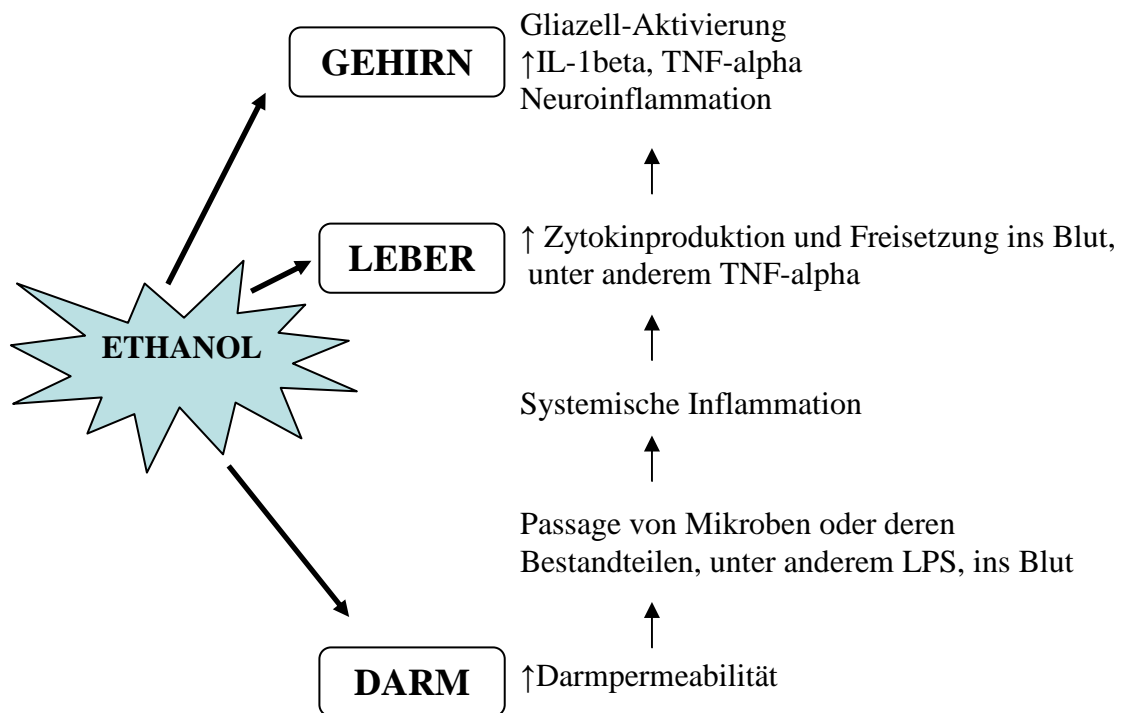 GEHIRN
Gliazell-Aktivierung
↑IL-1beta, TNF-alpha
Neuroinflammation
LEBER
↑ Zytokinproduktion und Freisetzung ins Blut,
unter anderem TNF-alpha
ETHANOL
Systemische Inflammation
Passage von Mikroben oder deren
Bestandteilen, unter anderem LPS, ins Blut
DARM
↑Darmpermeabilität